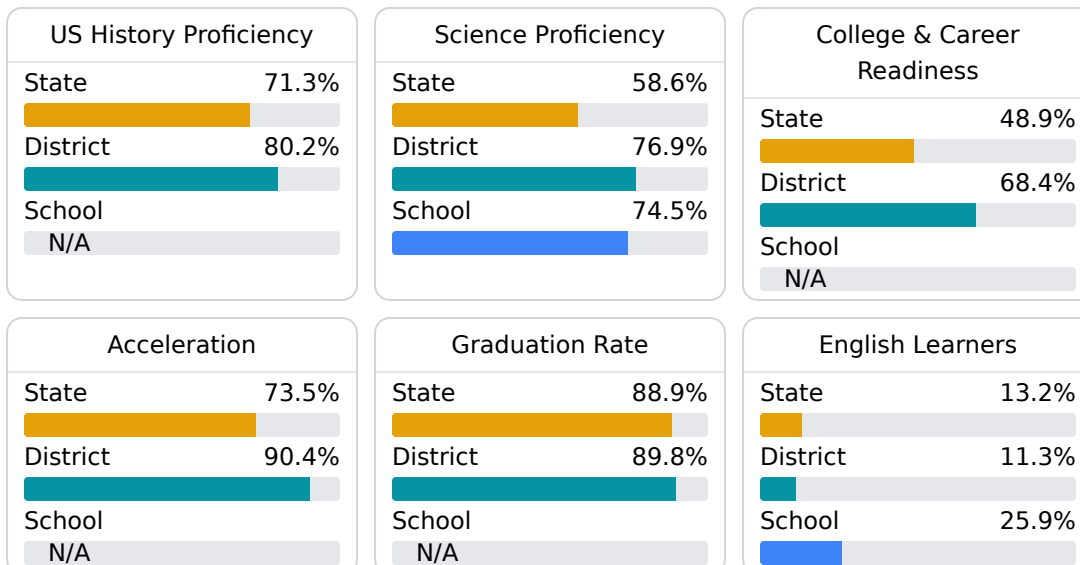 US History Proficiency
State 71.3%
District 80.2%
School
N/A
Science Proficiency
State 58.6%
District 76.9%
School 74.5%
College & Career
Readiness
State 48.9%
District 68.4%
School
N/A
Acceleration
State 73.5%
District 90.4%
School
N/A
Graduation Rate
State 88.9%
District 89.8%
School
N/A
English Learners
State 13.2%
District 11.3%
School 25.9%